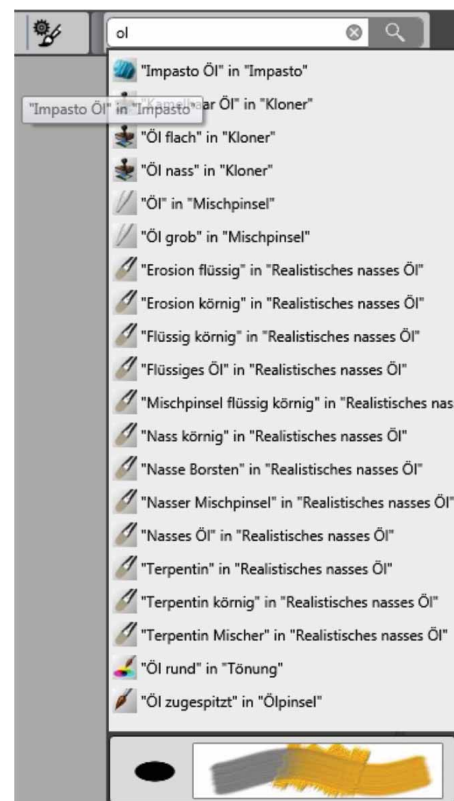 ol
"Impasto Öl" in "Impasto"
"Impasto Öl" in "Impasto"
ar Öl" in "Kloner"
"Öl flach" in "Kloner"
"Öl nass" in "Kloner"
"Öl" in "Mischpinsel"
"Öl grob" in "Mischpinsel"
"Erosion flüssig" in "Realistisches nasses Öl"
"Erosion körnig" in "Realistisches nasses Öl"
"Flüssig körnig" in "Realistisches nasses Öl"
"Flüssiges Öl" in "Realistisches nasses Öl"
"Mischpinsel flüssig körnig" in "Realistisches nas
"Nass körnig" in "Realistisches nasses Öl"
"Nasse Borsten" in "Realistisches nasses Öl"
"Nasser Mischpinsel" in "Realistisches nasses Öl"
"Nasses Öl" in "Realistisches nasses Öl"
"Terpentin" in "Realistisches nasses Öl"
"Terpentin körnig" in "Realistisches nasses Öl"
"Terpentin Mischer" in "Realistisches nasses Öl"
"Öl rund" in "Tönung"
"Öl zugespitzt" in "Ölpinsel"